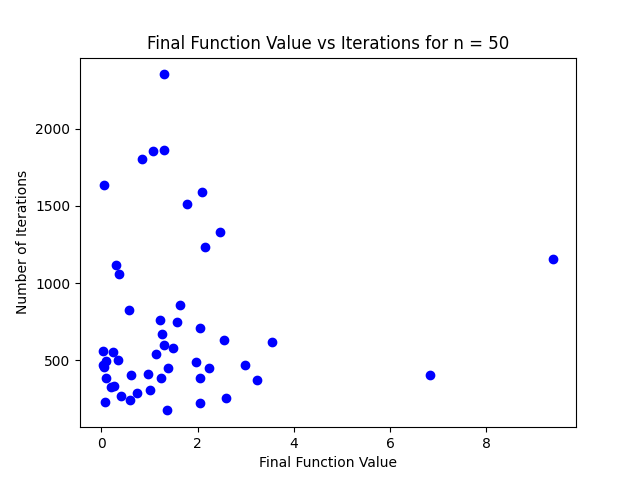 Final Function Value vs Iterations for n = 50
2000
1500
1000
500
Number of Iterations
0 2 4 6 8
Final Function Value